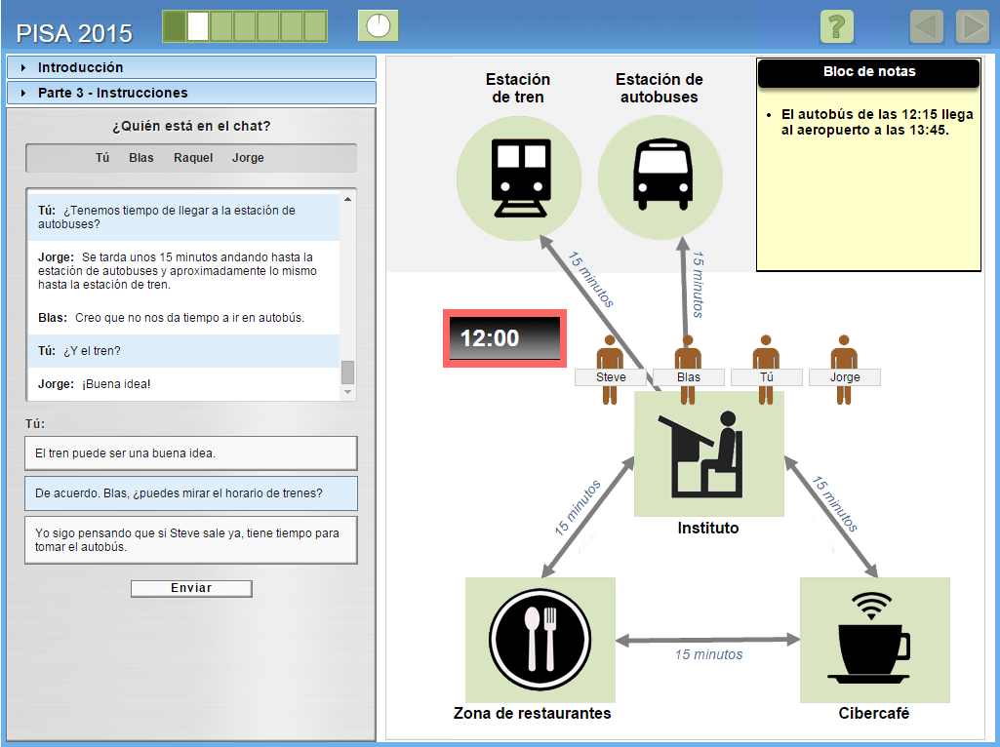 PISA 2015
?
Introducción
Parte 3 - Instrucciones
¿Quién está en el chat?
Tú Blas Raquel Jorge
Tú: ¿Tenemos tiempo de llegar a la estación de
autobuses?
Jorge: Se tarda unos 15 minutos andando hasta la
estación de autobuses y aproximadamente lo mismo
hasta la estación de tren.
Blas: Creo que no nos da tiempo a ir en autobús.
Tú: ¿Y el tren?
Jorge: ¡Buena idea!
Tú:
El tren puede ser una buena idea.
De acuerdo. Blas, ¿puedes mirar el horario de trenes?
Yo sigo pensando que si Steve sale ya, tiene tiempo para
tomar el autobús.
Enviar
Estación
de tren
Estación de
autobuses
Bloc de notas
• El autobús de las 12:15 llega
al aeropuerto a las 13:45.
15 minutos
15 minutos
12:00
Steve
Blas
Tú
Jorge
Instituto
15 minutos
15 minutos
15 minutos
Zona de restaurantes
Cibercafé